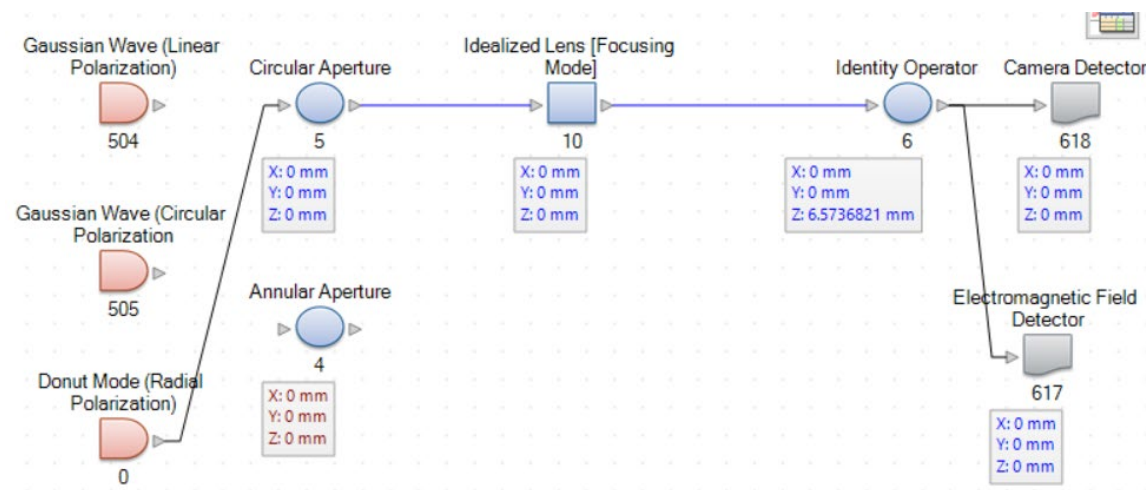 Gaussian Wave (Linear
Polarization)
504
Circular Aperture
5
X: 0 mm
Y: 0 mm
Z: 0 mm
Idealized Lens [Focusing
Mode]
10
X: 0 mm
Y: 0 mm
Z: 0 mm
Identity Operator
6
X: 0 mm
Y: 0 mm
Z: 6.5736821 mm
Camera Detector
618
X: 0 mm
Y: 0 mm
Z: 0 mm
Gaussian Wave (Circular
Polarization
505
Annular Aperture
4
X: 0 mm
Y: 0 mm
Z: 0 mm
Electromagnetic Field
Detector
617
X: 0 mm
Y: 0 mm
Z: 0 mm
Donut Mode (Radial
Polarization)
0